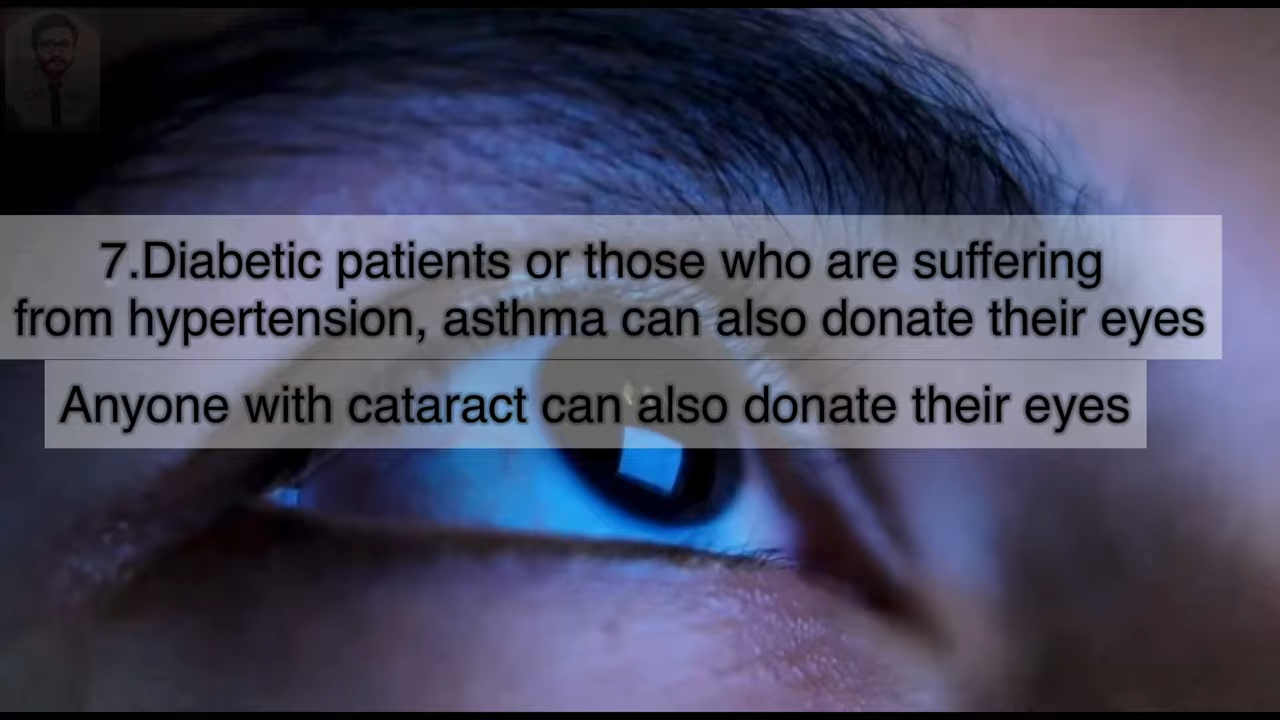 7.Diabetic patients or those who are suffering
from hypertension, asthma can also donate their eyes
Anyone with cataract can also donate their eyes